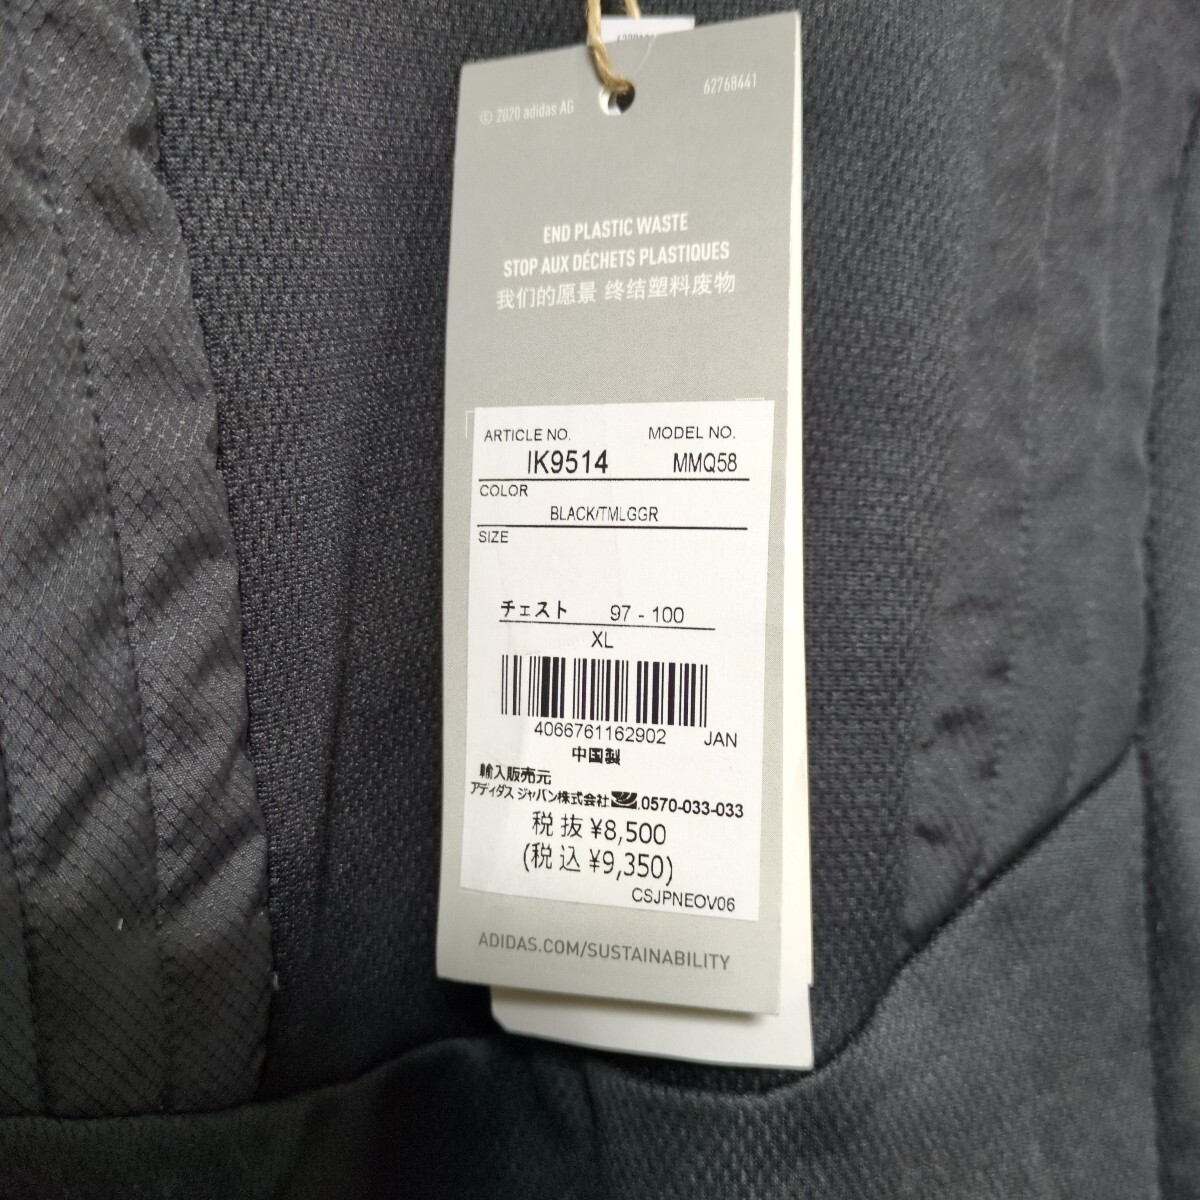 © 2020 adidas AG
62768441
END PLASTIC WASTE
STOP AUX DÉCHETS PLASTIQUES
我们的愿景 终结塑料废物
ARTICLE NO. MODEL NO.
IK9514 MMQ58
COLOR
BLACK/TMLGGR
SIZE
チェスト 97 - 100
XL
4066761162902 JAN
中国製
輸入販売元
アディダス ジャパン株式会社 0570-033-033
税 抜 ¥8,500
(税 込 ¥9,350)
CSJPNEOV06
ADIDAS.COM/SUSTAINABILITY